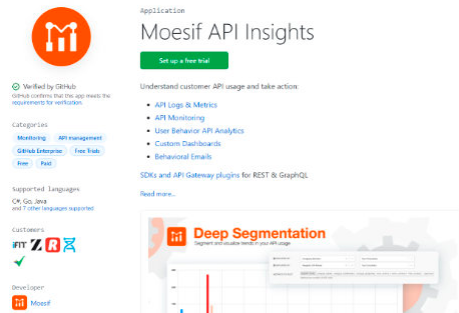 Application
Moesif API Insights
Set up a free trial
Verified by GitHub
GitHub confirms that this app meets the
requirements for verification.
Categories
Monitoring
API management
GitHub Enterprise
Free Trials
Free
Paid
Supported languages
C#, Go, Java
and 7 other languages supported
Customers
iFIT
Developer
Moesif
Understand customer API usage and take action
API Logs & Metrics
API Monitoring
User Behavior API Analytics
Custom Dashboards
Behavioral Emails
SDKs and API Gateway plugins for REST & GraphQL
Read more...
Deep Segmentation
Segment and visualize trends in your API usage